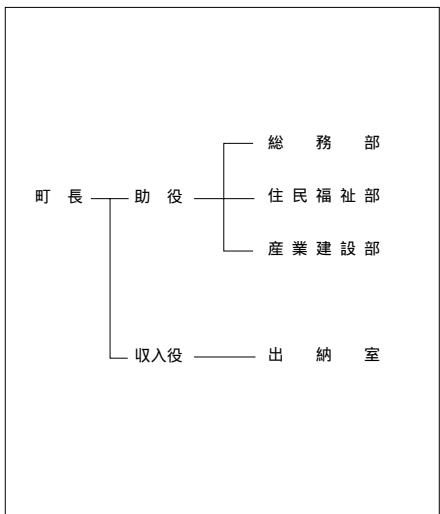 総務部
町長 助役 住民福祉部
産業建設部
収入役 出納室